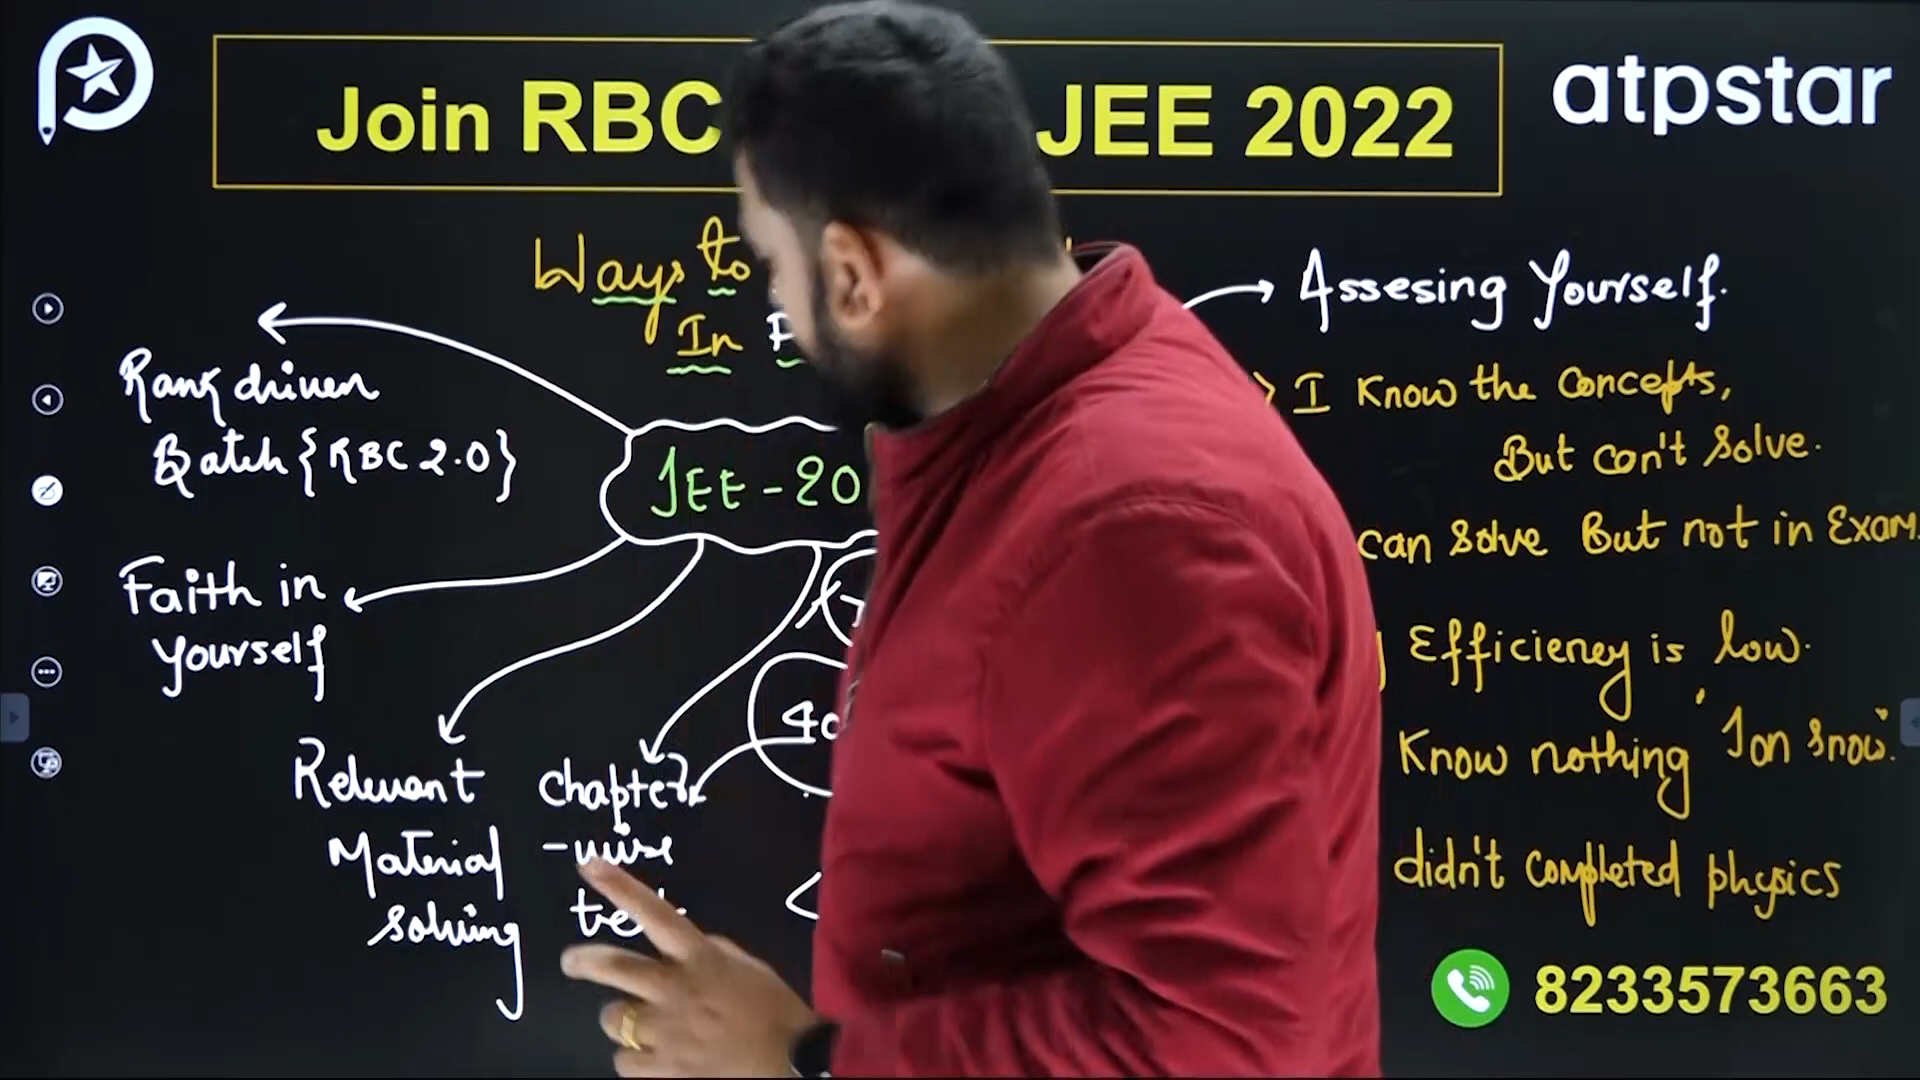 Join RBC JEE 2022
atpstar
Ways to
In
Assesing Yourself.
Rank driven
Batch {RBC 2.0}
I Know the Concepts,
But Can't Solve.
JEE-20
can Solve But not in Exam.
Faith in
Yourself
Efficiency is low.
Know nothing 'Jon Snow'.
40
Relevant
Material
Solving
Chapter
-wise
didn't Completed physics
8233573663